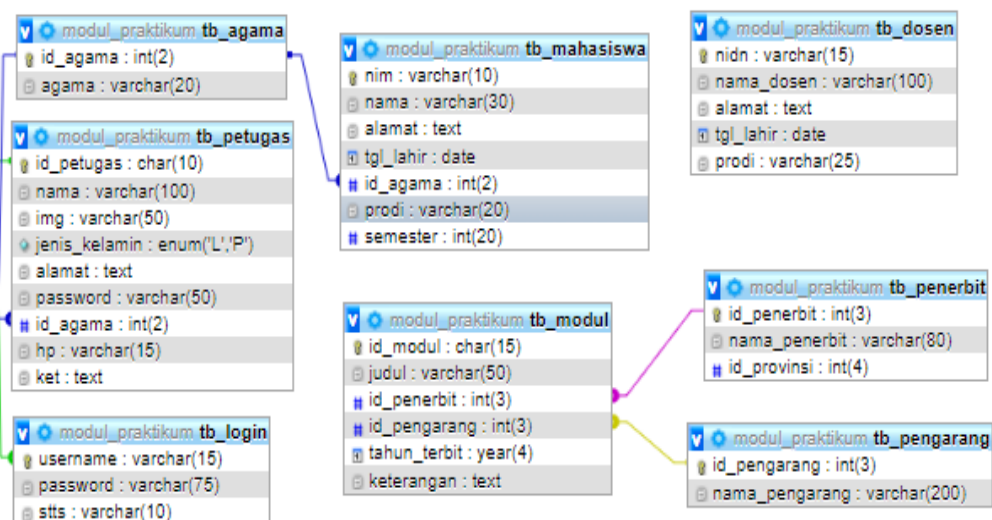 modul_praktikum tb_agama
id_agama : int(2)
agama : varchar(20)
modul_praktikum tb_petugas
id_petugas : char(10)
nama : varchar(100)
img : varchar(50)
jenis_kelamin : enum('L','P')
alamat : text
password : varchar(50)
id_agama : int(2)
hp : varchar(15)
ket : text
modul_praktikum tb_login
username : varchar(15)
password : varchar(75)
stts : varchar(10)
modul_praktikum tb_mahasiswa
nim : varchar(10)
nama : varchar(30)
alamat : text
tgl_lahir : date
id_agama : int(2)
prodi : varchar(20)
semester : int(20)
modul_praktikum tb_modul
id_modul : char(15)
judul : varchar(50)
id_penerbit : int(3)
id_pengarang : int(3)
tahun_terbit : year(4)
keterangan : text
modul_praktikum tb_dosen
nidn : varchar(15)
nama_dosen : varchar(100)
alamat : text
tgl_lahir : date
prodi : varchar(25)
modul_praktikum tb_penerbit
id_penerbit : int(3)
nama_penerbit : varchar(80)
id_provinsi : int(4)
modul_praktikum tb_pengarang
id_pengarang : int(3)
nama_pengarang : varchar(200)